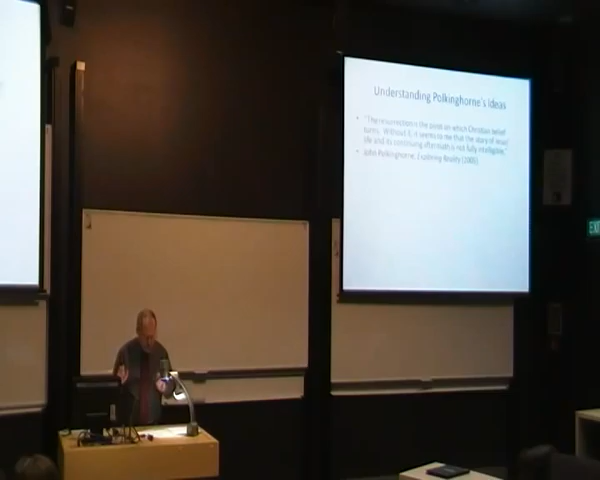 Understanding Polkinghorne's Ideas
• "The resurrection is the point on which Christian belief
turns. Without it, it seems to me that the story of Jesus'
life and its continuing aftermath is not fully intelligible."
• John Polkinghorne, Exploring Reality (2005)
EXIT